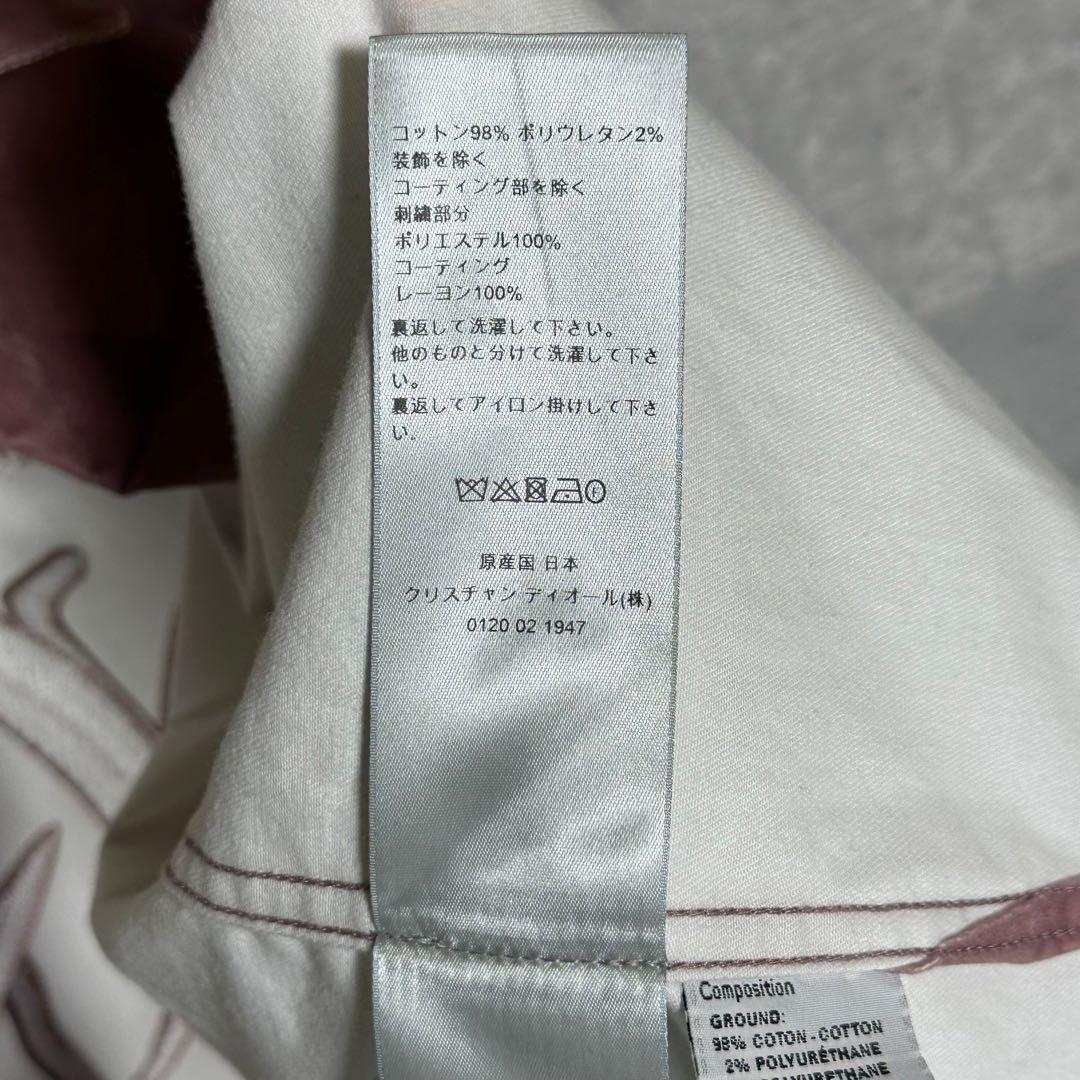 コットン98% ポリウレタン2%
装飾を除く
コーティング部を除く
刺繍部分
ポリエステル100%
コーティング
レーヨン100%
裏返して洗濯して下さい。
他のものと分けて洗濯して下さ
い。
裏返してアイロン掛けして下さ
い.
原産国 日本
クリスチャン ディオール(株)
0120 02 1947
Composition
GROUND:
98% COTON - COTTON
2% POLYURÉTHANE
POLYURETHANE